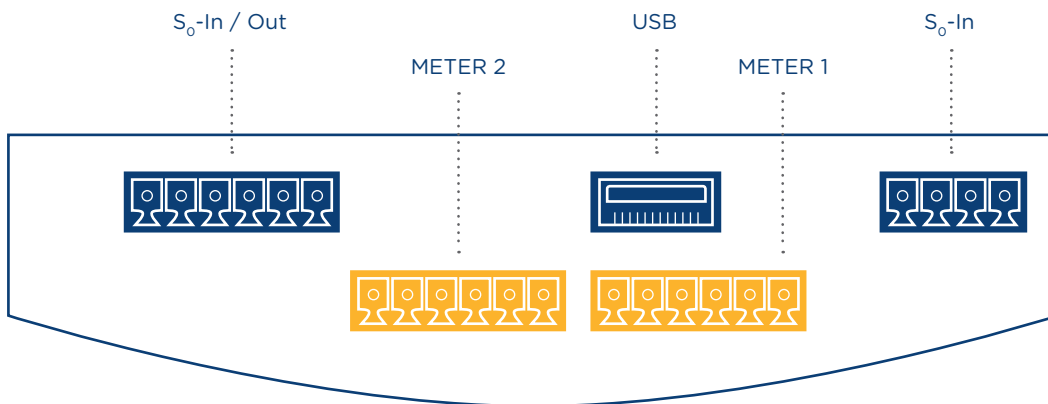 S₀-In / Out
USB
S₀-In
METER 2
METER 1